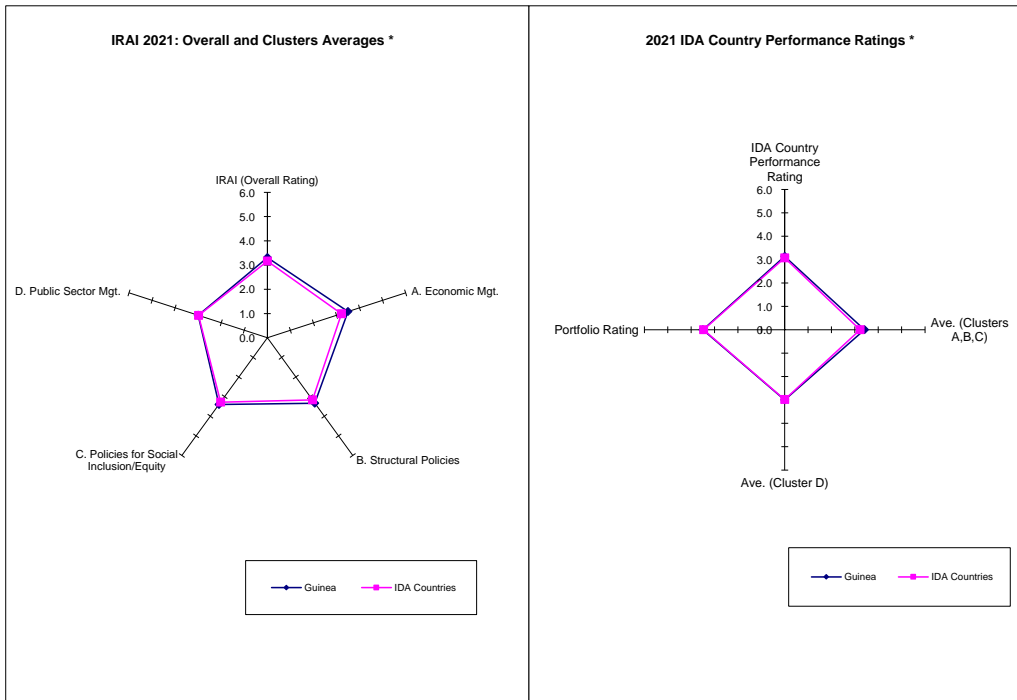 IRAI 2021: Overall and Clusters Averages *
IRAI (Overall Rating)
6.0
5.0
4.0
3.0
2.0
1.0
0.0
A. Economic Mgt.
B. Structural Policies
C. Policies for Social
Inclusion/Equity
D. Public Sector Mgt.
Guinea
IDA Countries
2021 IDA Country Performance Ratings *
IDA Country
Performance
Rating
6.0
5.0
4.0
3.0
2.0
1.0
0.0
Ave. (Clusters
A,B,C)
Ave. (Cluster D)
Portfolio Rating
Guinea
IDA Countries